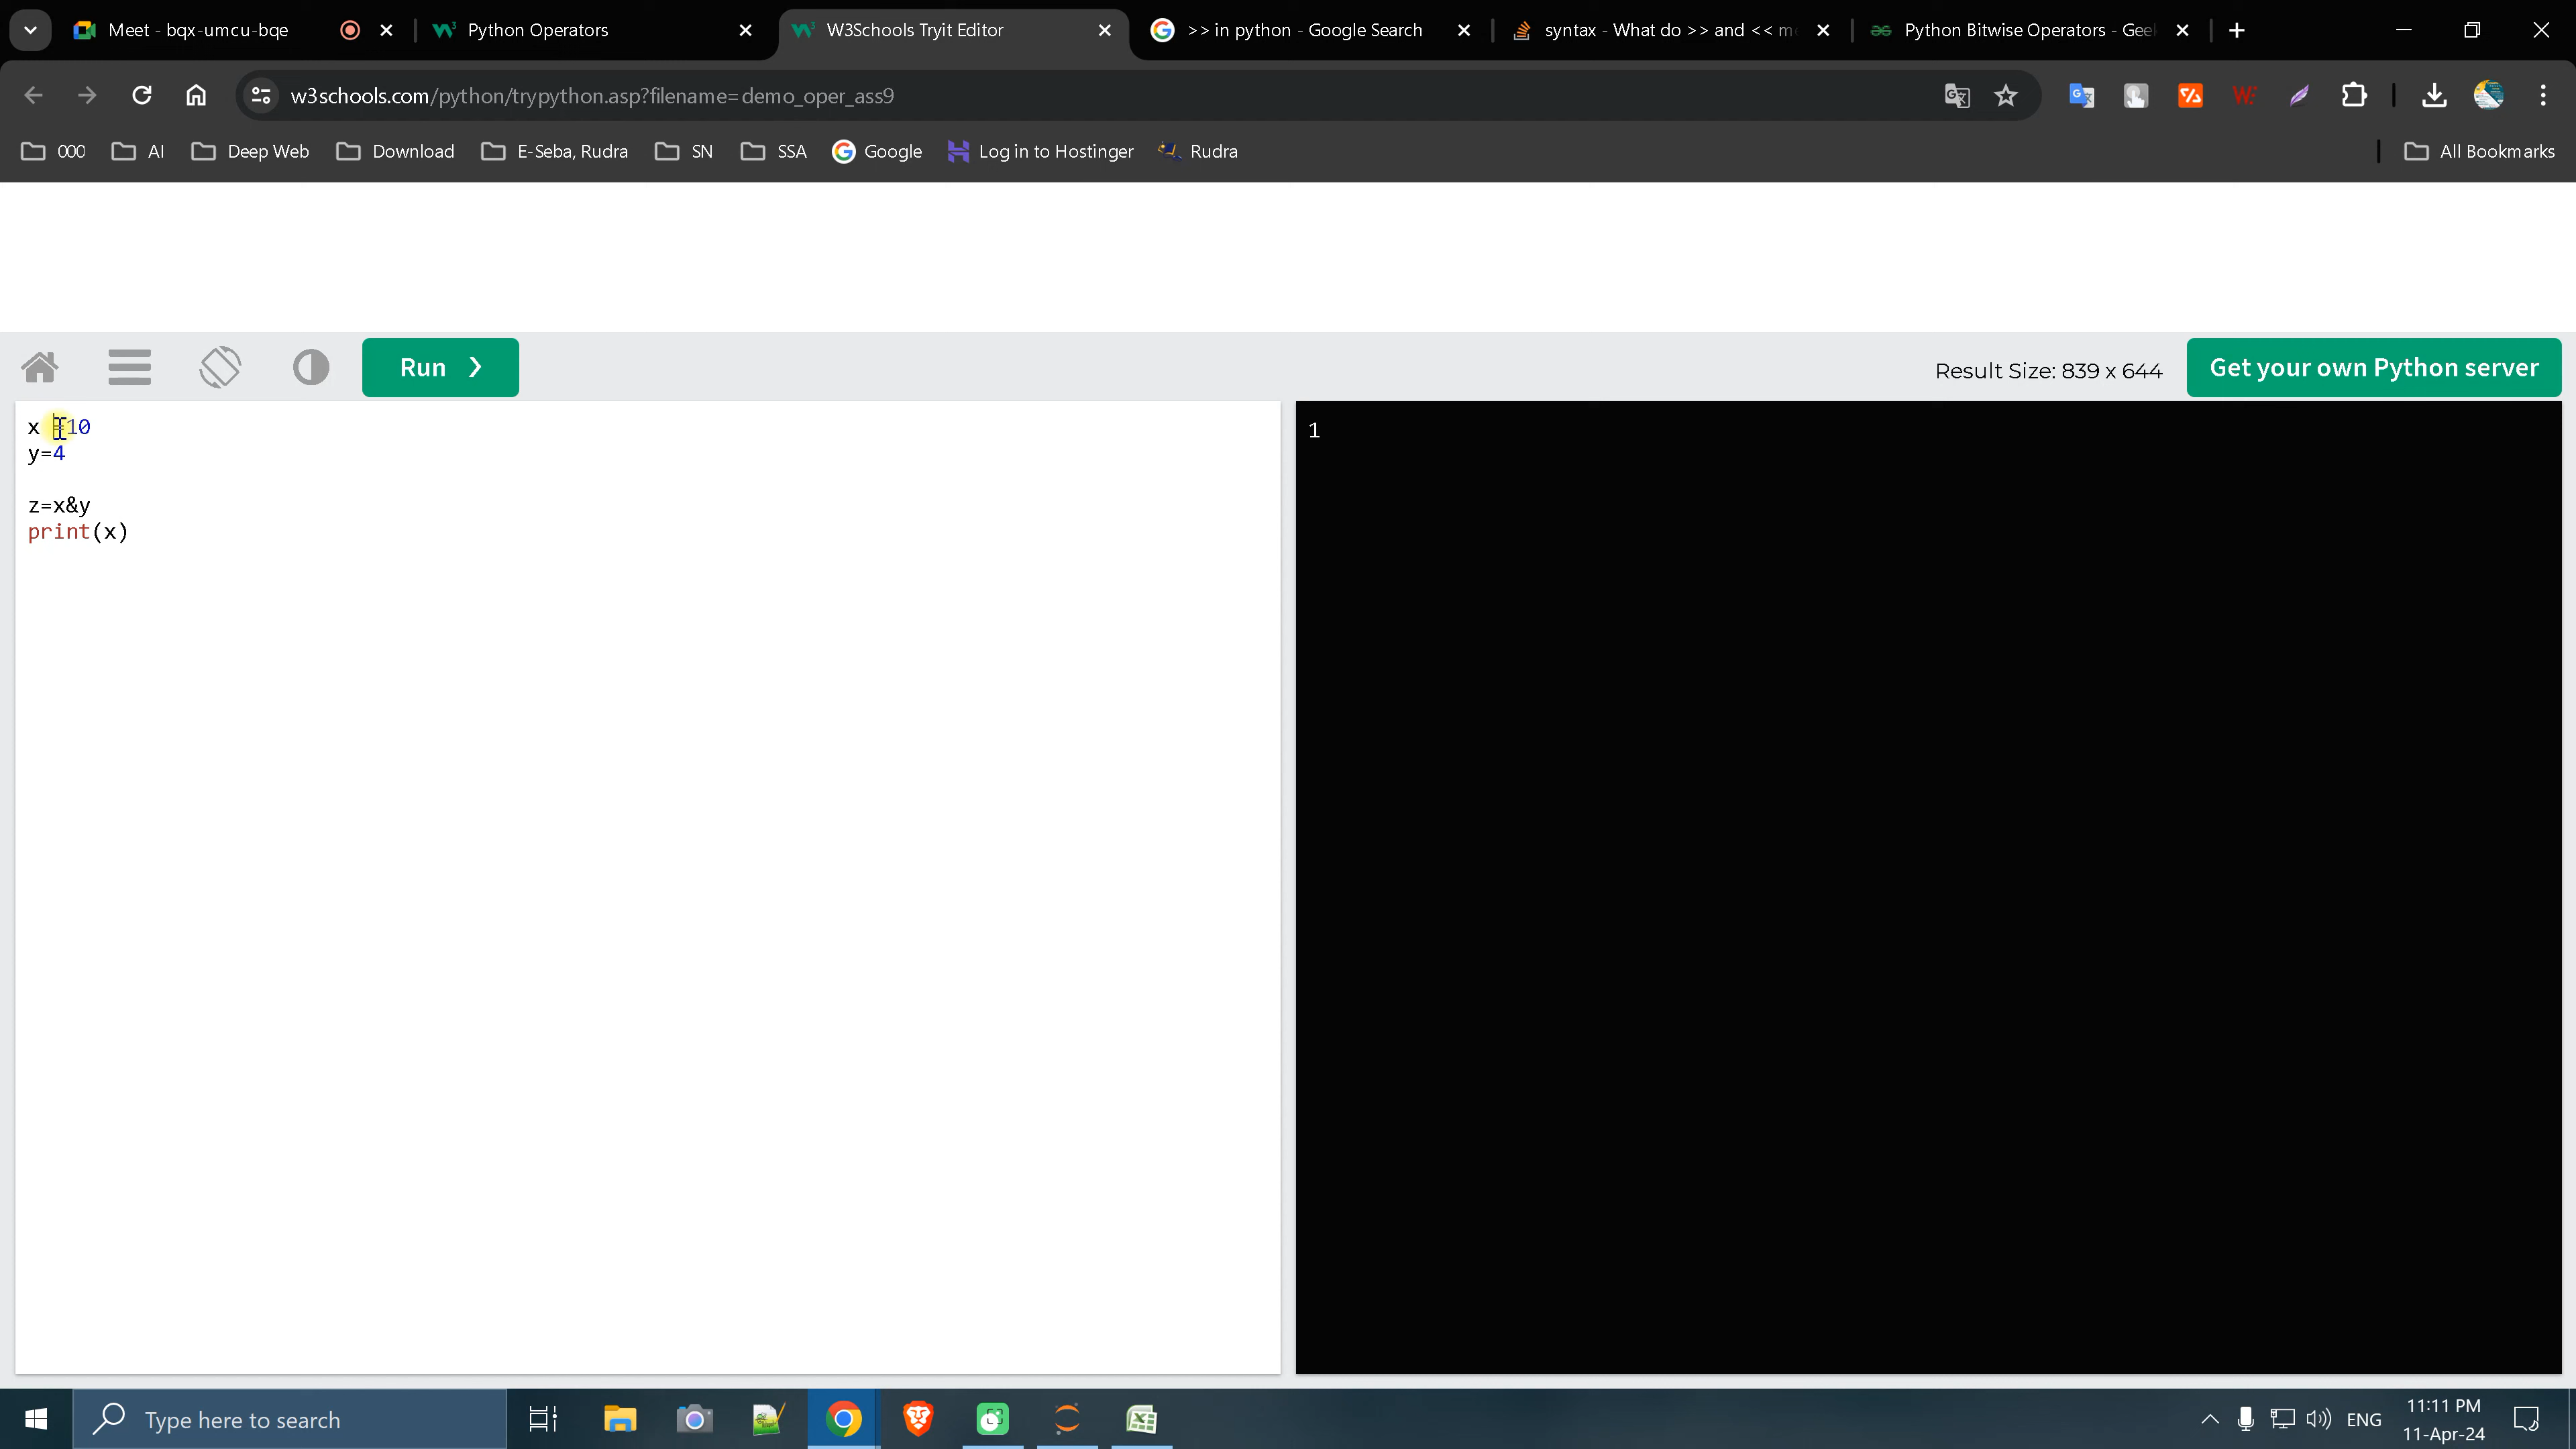 Meet - bqx-umcu-bqe
Python Operators
W3Schools Tryit Editor
>> in python - Google Search
syntax - What do >> and << me
Python Bitwise Operators - Geek
w3schools.com/python/trypython.asp?filename=demo_oper_ass9
000
AI
Deep Web
Download
E-Seba, Rudra
SN
SSA
Google
Log in to Hostinger
Rudra
All Bookmarks
Run ❯
Result Size: 839 x 644
Get your own Python server
x =10
y=4
z=x&y
print(x)
1
Type here to search
ENG
11:11 PM
11-Apr-24